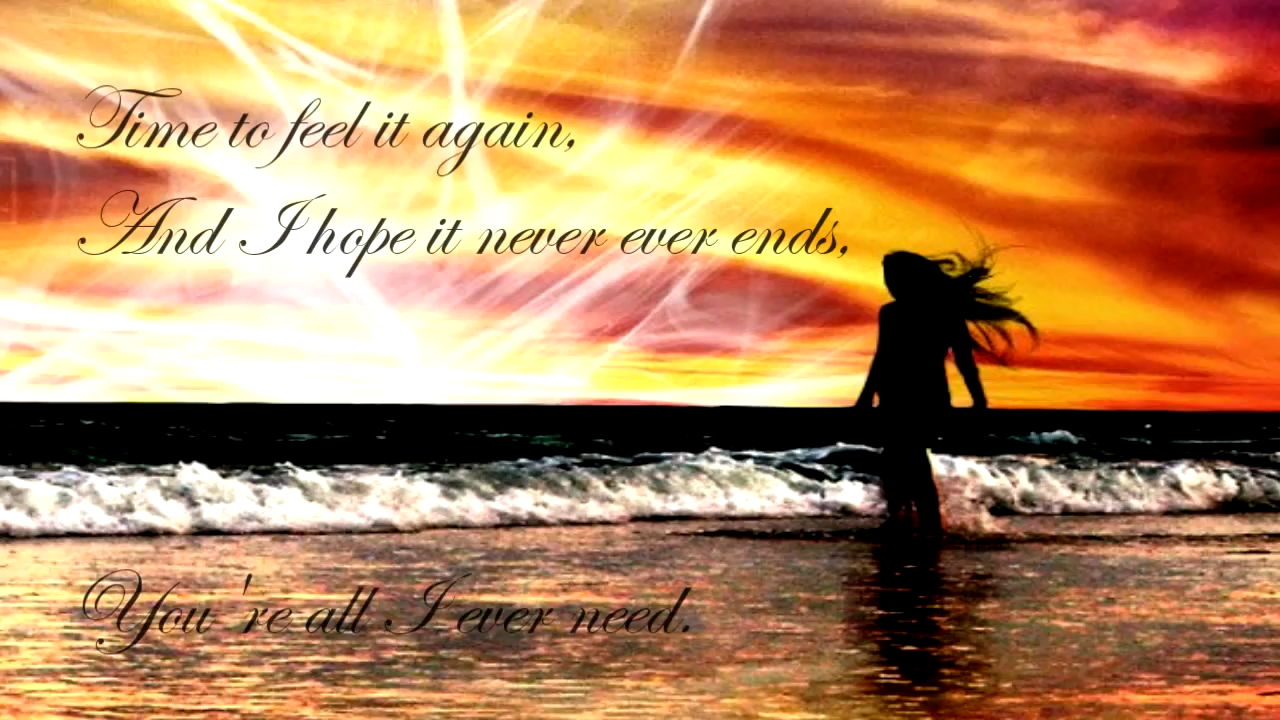 Time to feel it again,
And I hope it never ever ends,
You're all I ever need.